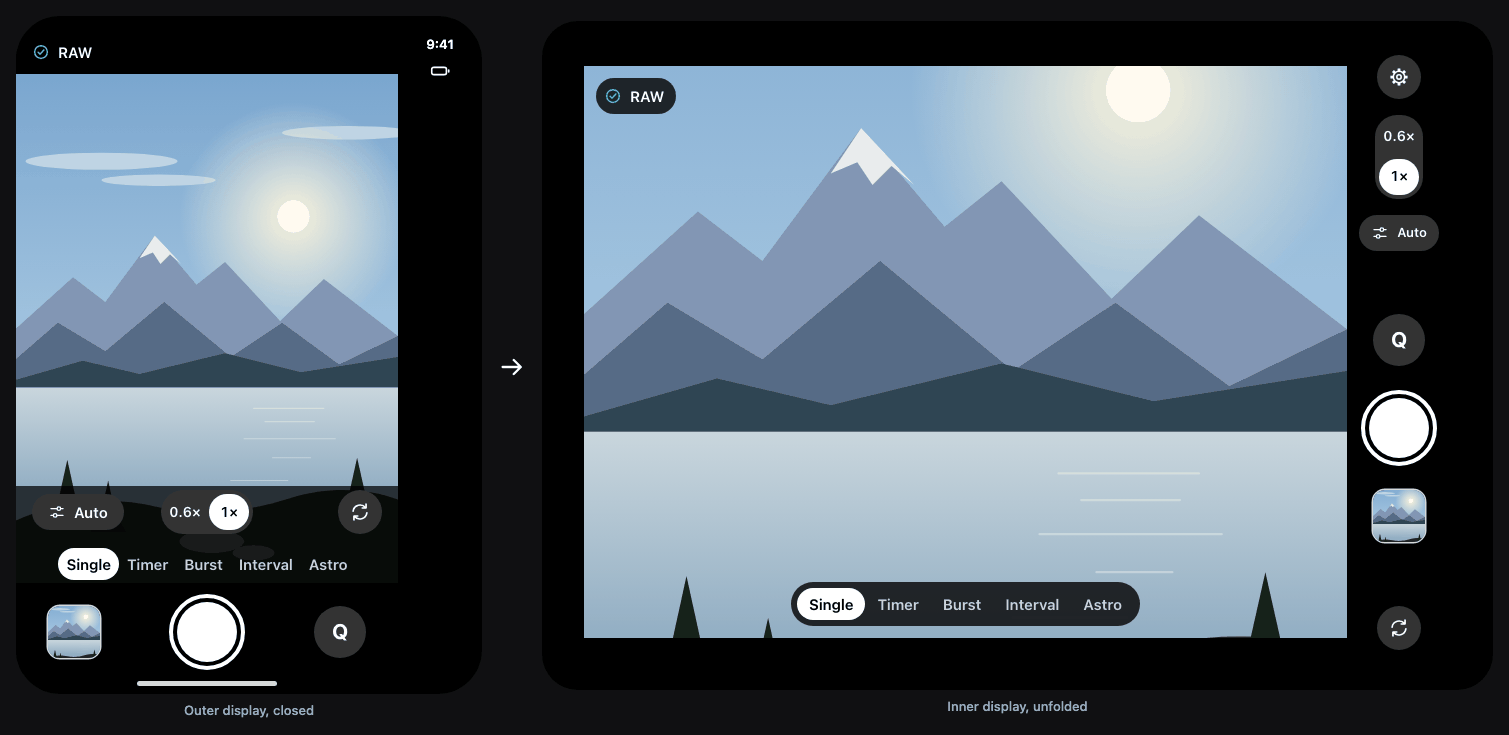 RAW
9:41
Auto
0.6×
1×
Single
Timer
Burst
Interval
Astro
Q
Outer display, closed
RAW
0.6×
1×
Auto
Q
Single
Timer
Burst
Interval
Astro
Inner display, unfolded